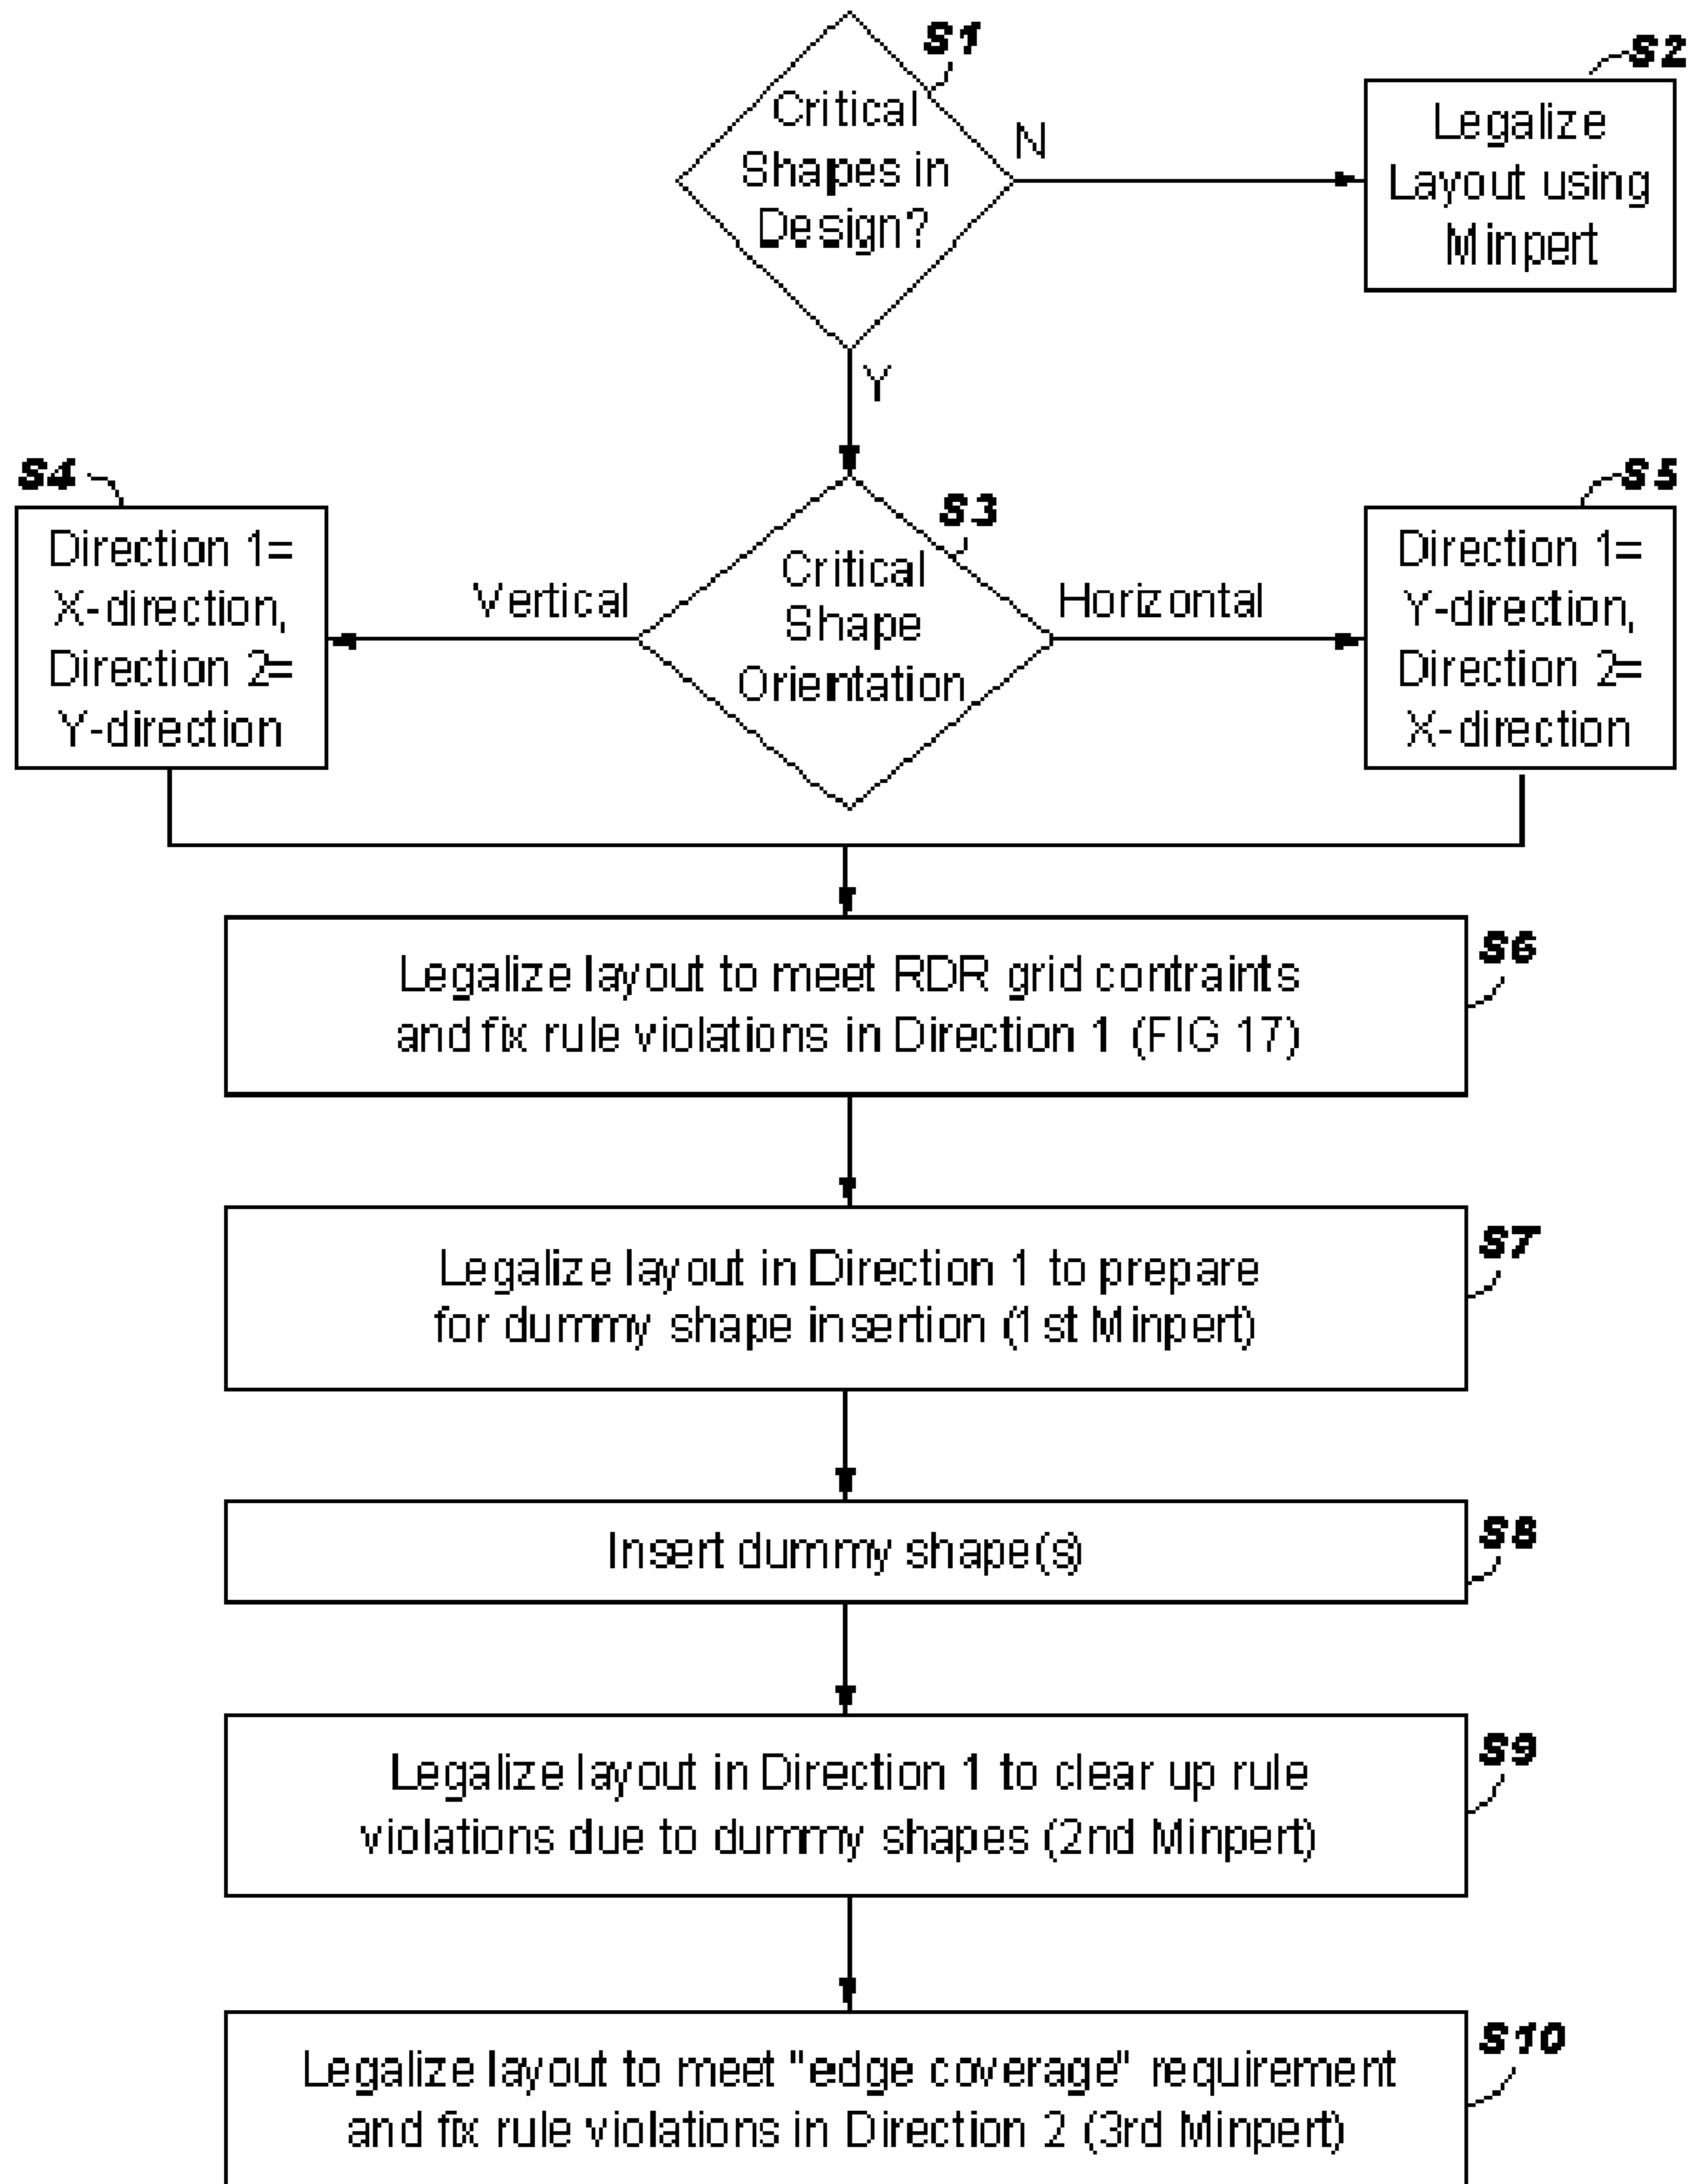 S1
Critical
Shapes in
Design?
N
S2
Legalize
Layout using
Minpert
Y
S4
Direction 1=
X-direction,
Direction 2=
Y-direction
Vertical
S3
Critical
Shape
Orientation
Horizontal
S5
Direction 1=
Y-direction,
Direction 2=
X-direction
Legalize layout to meet RDR grid contraints
and fix rule violations in Direction 1 (FIG 17)
S6
Legalize layout in Direction 1 to prepare
for dummy shape insertion (1st Minpert)
S7
Insert dummy shape(s)
S8
Legalize layout in Direction 1 to clear up rule
violations due to dummy shapes (2nd Minpert)
S9
Legalize layout to meet "edge coverage" requirement
and fix rule violations in Direction 2 (3rd Minpert)
S10